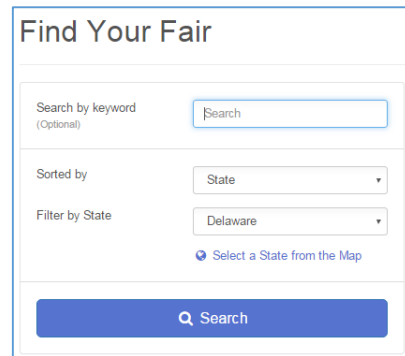 Find Your Fair
Search by keyword
(Optional)
Search
Sorted by
State
Filter by State
Delaware
Select a State from the Map
Search